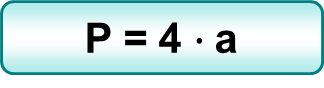 P = 4 · a